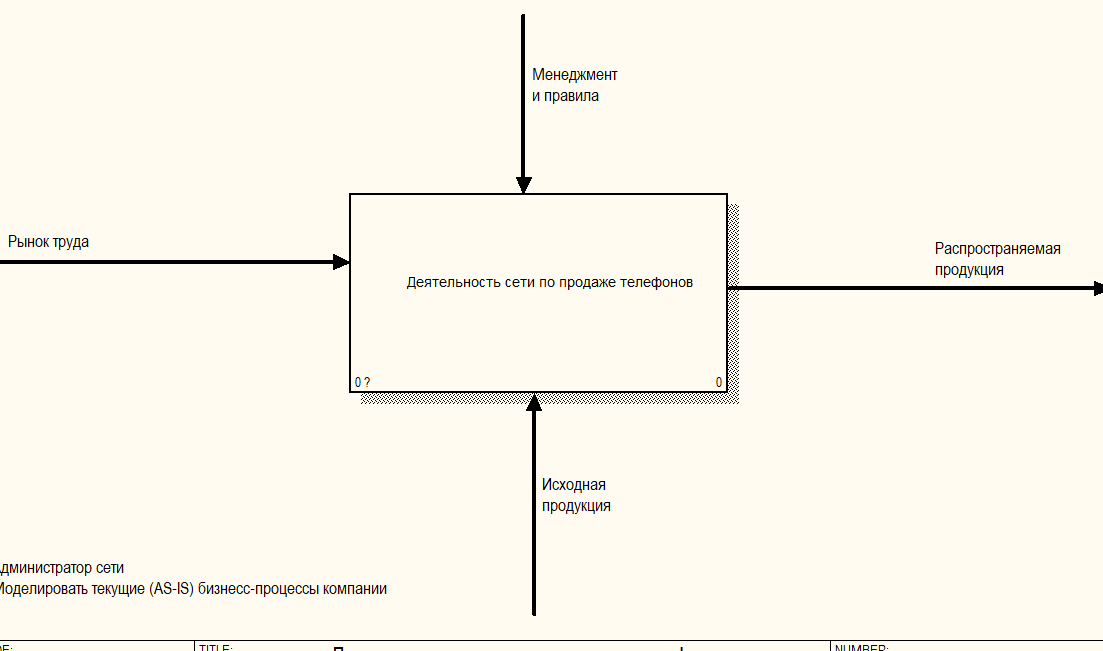 Менеджмент
и правила
Рынок труда
Распространяемая
продукция
Деятельность сети по продаже телефонов
0 ?
0
Исходная
продукция
дминистратор сети
Моделировать текущие (AS-IS) бизнесс-процессы компании
TITLE:
NUMBER: